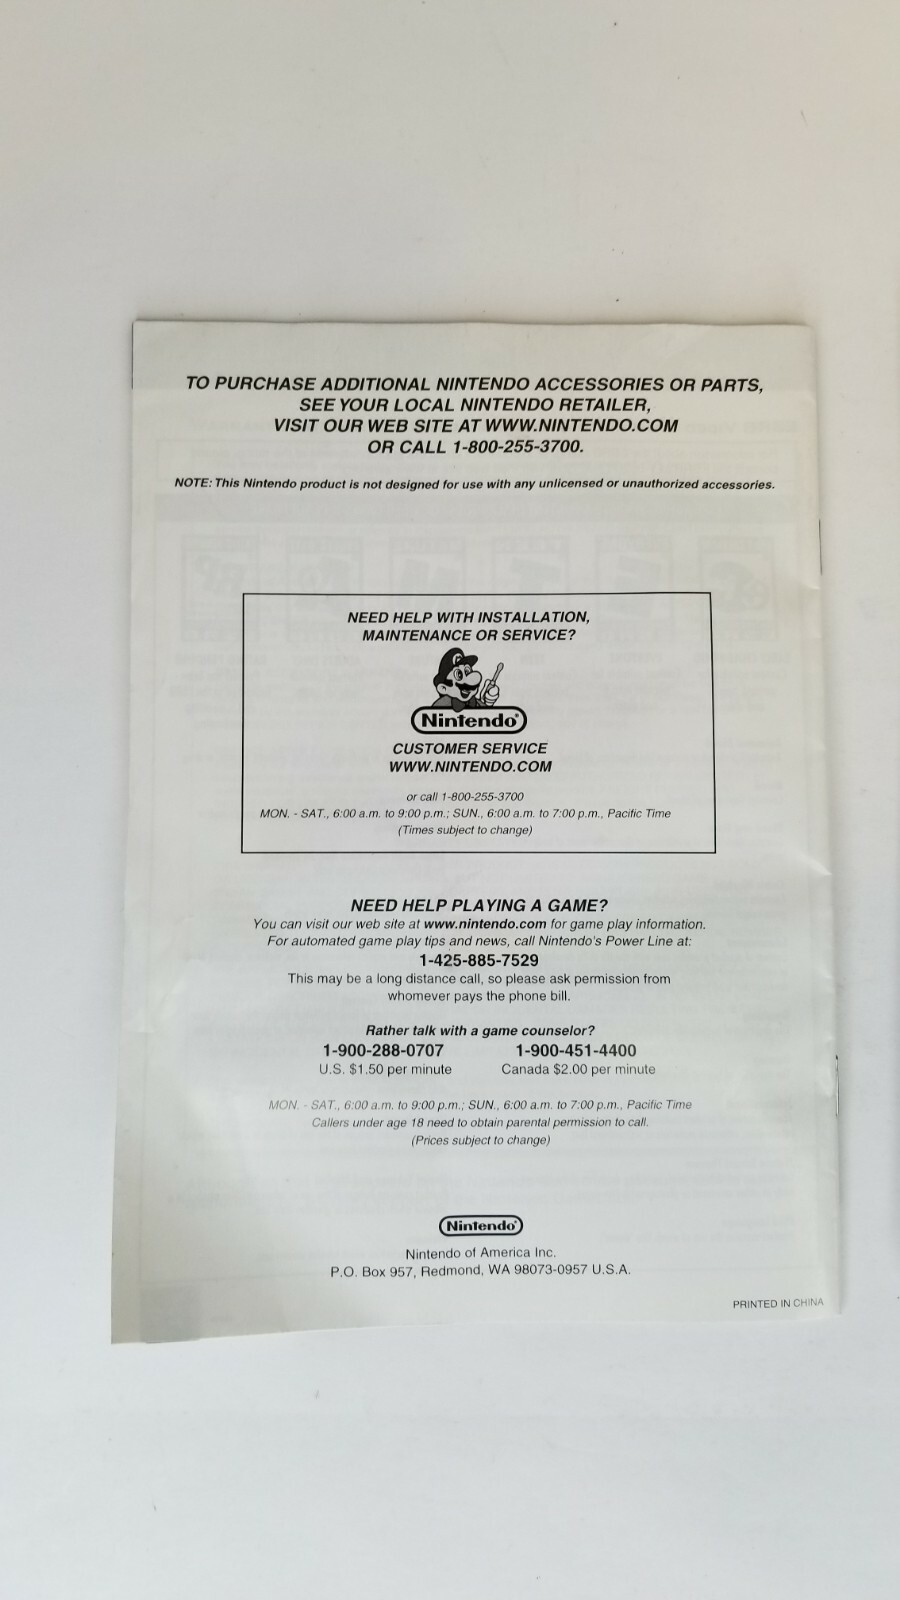 TO PURCHASE ADDITIONAL NINTENDO ACCESSORIES OR PARTS,
SEE YOUR LOCAL NINTENDO RETAILER,
VISIT OUR WEB SITE AT WWW.NINTENDO.COM
OR CALL 1-800-255-3700.
NOTE: This Nintendo product is not designed for use with any unlicensed or unauthorized accessories.
NEED HELP WITH INSTALLATION,
MAINTENANCE OR SERVICE?
Nintendo®
CUSTOMER SERVICE
WWW.NINTENDO.COM
or call 1-800-255-3700
MON. - SAT., 6:00 a.m. to 9:00 p.m.; SUN., 6:00 a.m. to 7:00 p.m., Pacific Time
(Times subject to change)
NEED HELP PLAYING A GAME?
You can visit our web site at www.nintendo.com for game play information.
For automated game play tips and news, call Nintendo's Power Line at:
1-425-885-7529
This may be a long distance call, so please ask permission from
whomever pays the phone bill.
Rather talk with a game counselor?
1-900-288-0707 1-900-451-4400
U.S. $1.50 per minute Canada $2.00 per minute
MON. - SAT., 6:00 a.m. to 9:00 p.m.; SUN., 6:00 a.m. to 7:00 p.m., Pacific Time
Callers under age 18 need to obtain parental permission to call.
(Prices subject to change)
Nintendo®
Nintendo of America Inc.
P.O. Box 957, Redmond, WA 98073-0957 U.S.A.
PRINTED IN CHINA